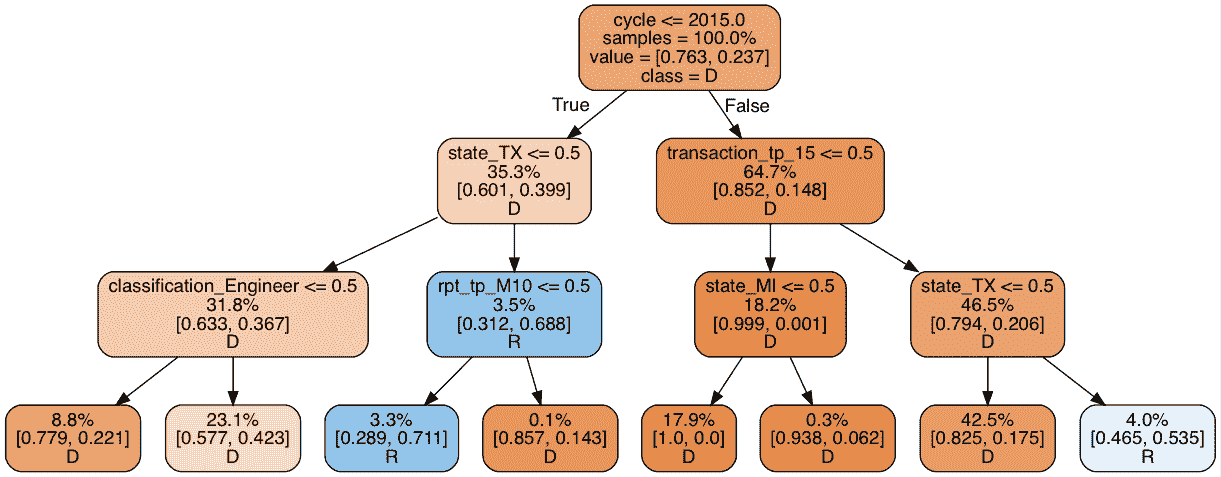 cycle <= 2015.0
samples = 100.0%
value = [0.763, 0.237]
class = D
True
False
state_TX <= 0.5
35.3%
[0.601, 0.399]
D
transaction_tp_15 <= 0.5
64.7%
[0.852, 0.148]
D
classification_Engineer <= 0.5
31.8%
[0.633, 0.367]
D
rpt_tp_M10 <= 0.5
3.5%
[0.312, 0.688]
R
state_MI <= 0.5
18.2%
[0.999, 0.001]
D
state_TX <= 0.5
46.5%
[0.794, 0.206]
D
8.8%
[0.779, 0.221]
D
23.1%
[0.577, 0.423]
D
3.3%
[0.289, 0.711]
R
0.1%
[0.857, 0.143]
D
17.9%
[1.0, 0.0]
D
0.3%
[0.938, 0.062]
D
42.5%
[0.825, 0.175]
D
4.0%
[0.465, 0.535]
R